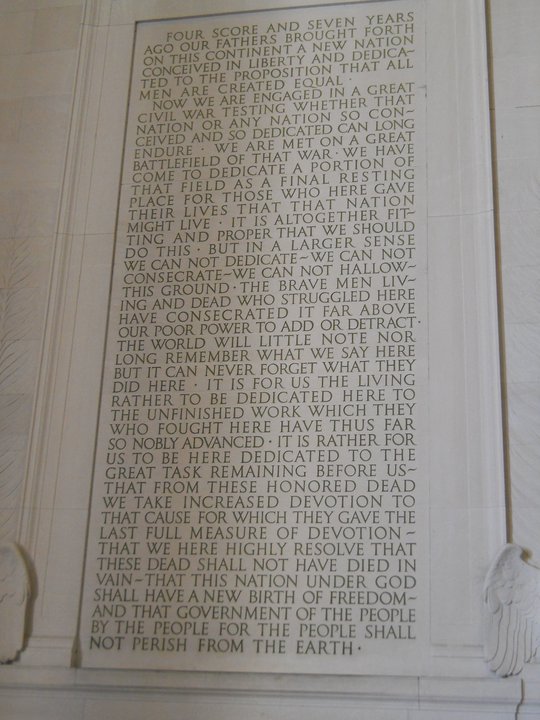 FOUR SCORE AND SEVEN YEARS
AGO OUR FATHERS BROUGHT FORTH
ON THIS CONTINENT A NEW NATION
CONCEIVED IN LIBERTY AND DEDICA-
TED TO THE PROPOSITION THAT ALL
MEN ARE CREATED EQUAL ·
NOW WE ARE ENGAGED IN A GREAT
CIVIL WAR TESTING WHETHER THAT
NATION OR ANY NATION SO CON-
CEIVED AND SO DEDICATED CAN LONG
ENDURE · WE ARE MET ON A GREAT
BATTLEFIELD OF THAT WAR · WE HAVE
COME TO DEDICATE A PORTION OF
THAT FIELD AS A FINAL RESTING
PLACE FOR THOSE WHO HERE GAVE
THEIR LIVES THAT THAT NATION
MIGHT LIVE · IT IS ALTOGETHER FIT-
TING AND PROPER THAT WE SHOULD
DO THIS · BUT IN A LARGER SENSE
WE CAN NOT DEDICATE~WE CAN NOT
CONSECRATE~WE CAN NOT HALLOW~
THIS GROUND · THE BRAVE MEN LIV-
ING AND DEAD WHO STRUGGLED HERE
HAVE CONSECRATED IT FAR ABOVE
OUR POOR POWER TO ADD OR DETRACT ·
THE WORLD WILL LITTLE NOTE NOR
LONG REMEMBER WHAT WE SAY HERE
BUT IT CAN NEVER FORGET WHAT THEY
DID HERE · IT IS FOR US THE LIVING
RATHER TO BE DEDICATED HERE TO
THE UNFINISHED WORK WHICH THEY
WHO FOUGHT HERE HAVE THUS FAR
SO NOBLY ADVANCED · IT IS RATHER FOR
US TO BE HERE DEDICATED TO THE
GREAT TASK REMAINING BEFORE US~
THAT FROM THESE HONORED DEAD
WE TAKE INCREASED DEVOTION TO
THAT CAUSE FOR WHICH THEY GAVE THE
LAST FULL MEASURE OF DEVOTION~
THAT WE HERE HIGHLY RESOLVE THAT
THESE DEAD SHALL NOT HAVE DIED IN
VAIN~THAT THIS NATION UNDER GOD
SHALL HAVE A NEW BIRTH OF FREEDOM~
AND THAT GOVERNMENT OF THE PEOPLE
BY THE PEOPLE FOR THE PEOPLE SHALL
NOT PERISH FROM THE EARTH ·